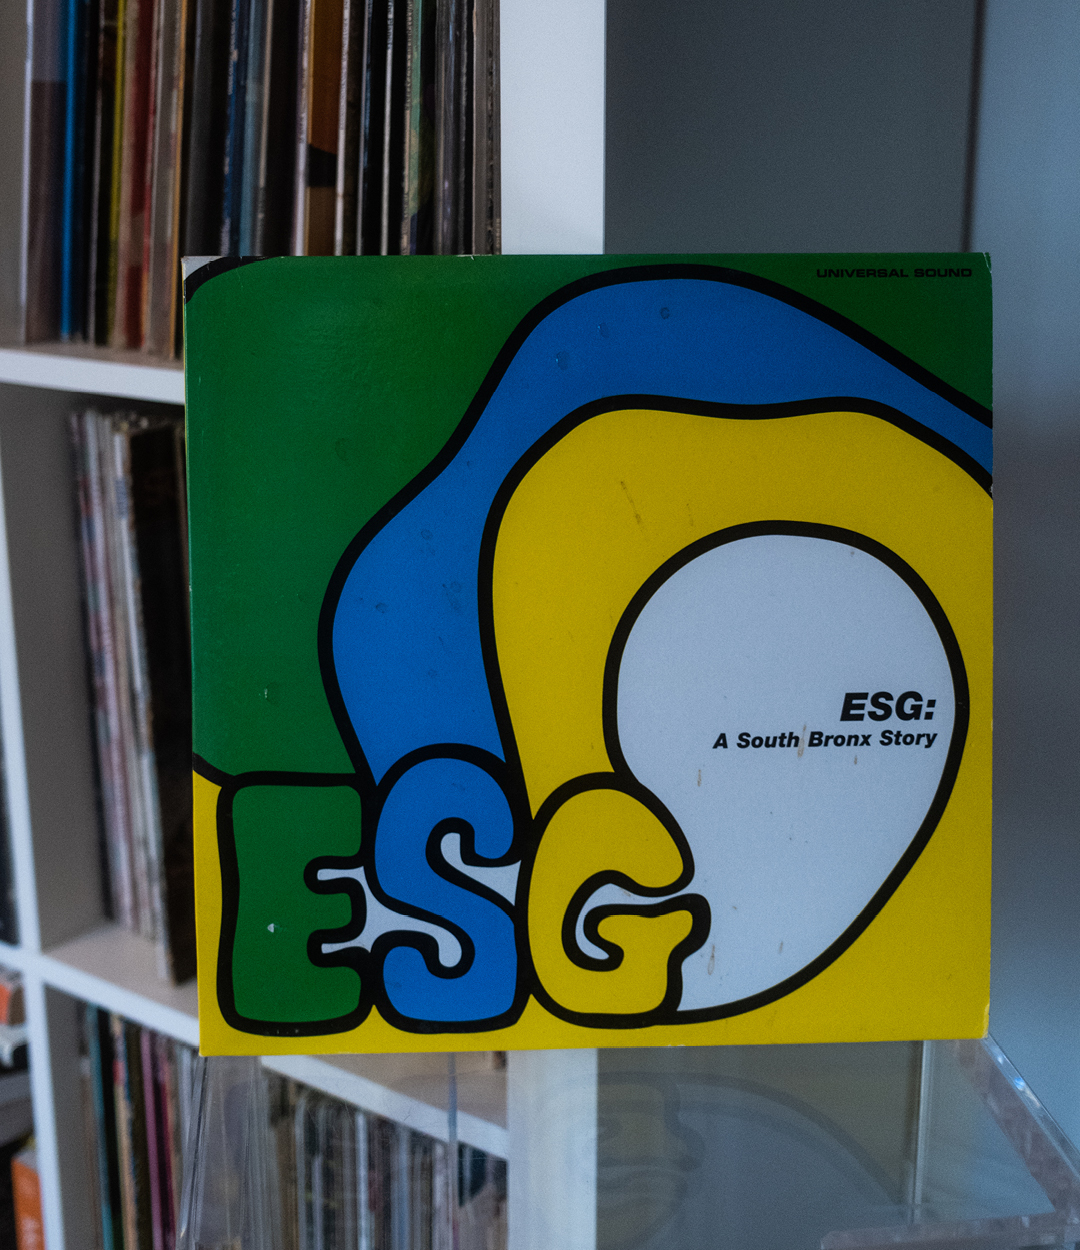 UNIVERSAL SOUND
ESG:
A South Bronx Story
ESG